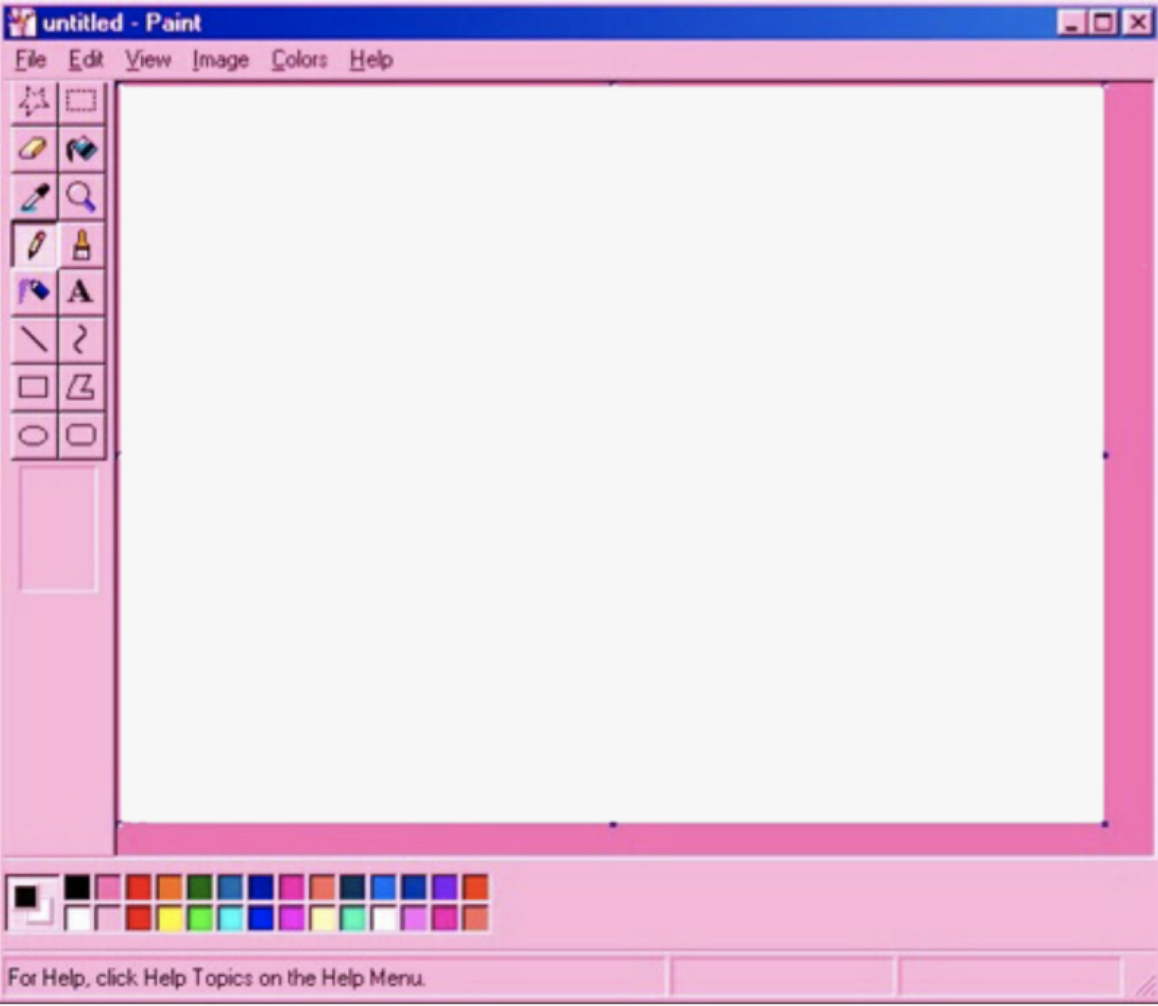 untitled - Paint
File Edit View Image Colors Help
A
For Help, click Help Topics on the Help Menu.